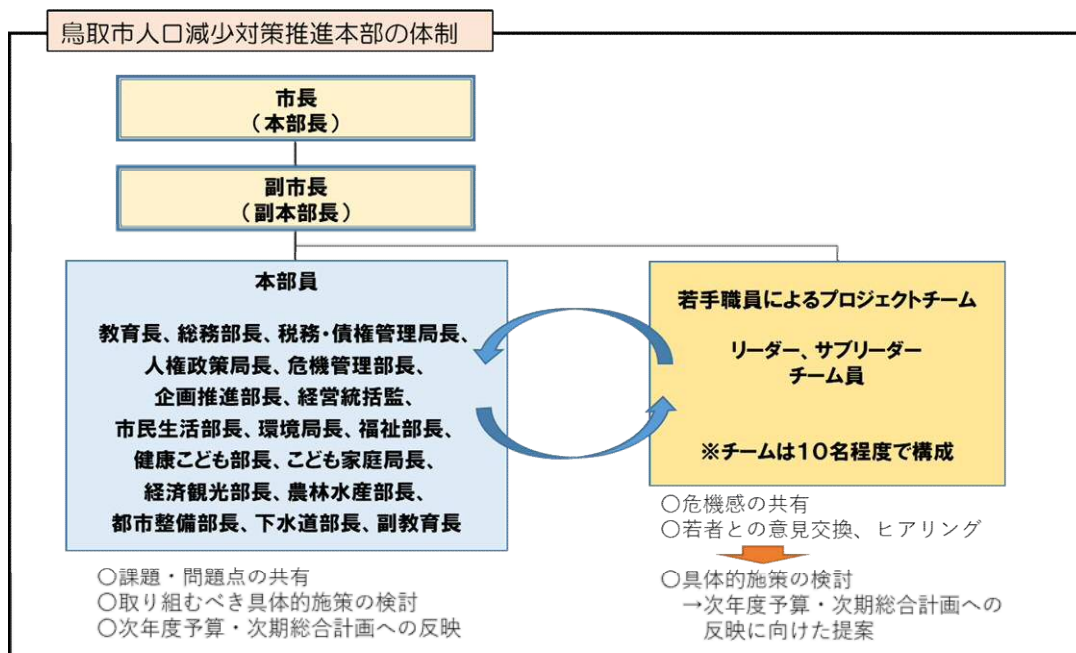 鳥取市人口減少対策推進本部の体制
市長
（本部長）
副市長
（副本部長）
本部員
教育長、総務部長、税務・債権管理局長、
人権政策局長、危機管理部長、
企画推進部長、経営統括監、
市民生活部長、環境局長、福祉部長、
健康こども部長、こども家庭局長、
経済観光部長、農林水産部長、
都市整備部長、下水道部長、副教育長
○課題・問題点の共有
○取り組むべき具体的施策の検討
○次年度予算・次期総合計画への反映
若手職員によるプロジェクトチーム
リーダー、サブリーダー
チーム員
※チームは１０名程度で構成
○危機感の共有
○若者との意見交換、ヒアリング
○具体的施策の検討
→次年度予算・次期総合計画への
反映に向けた提案